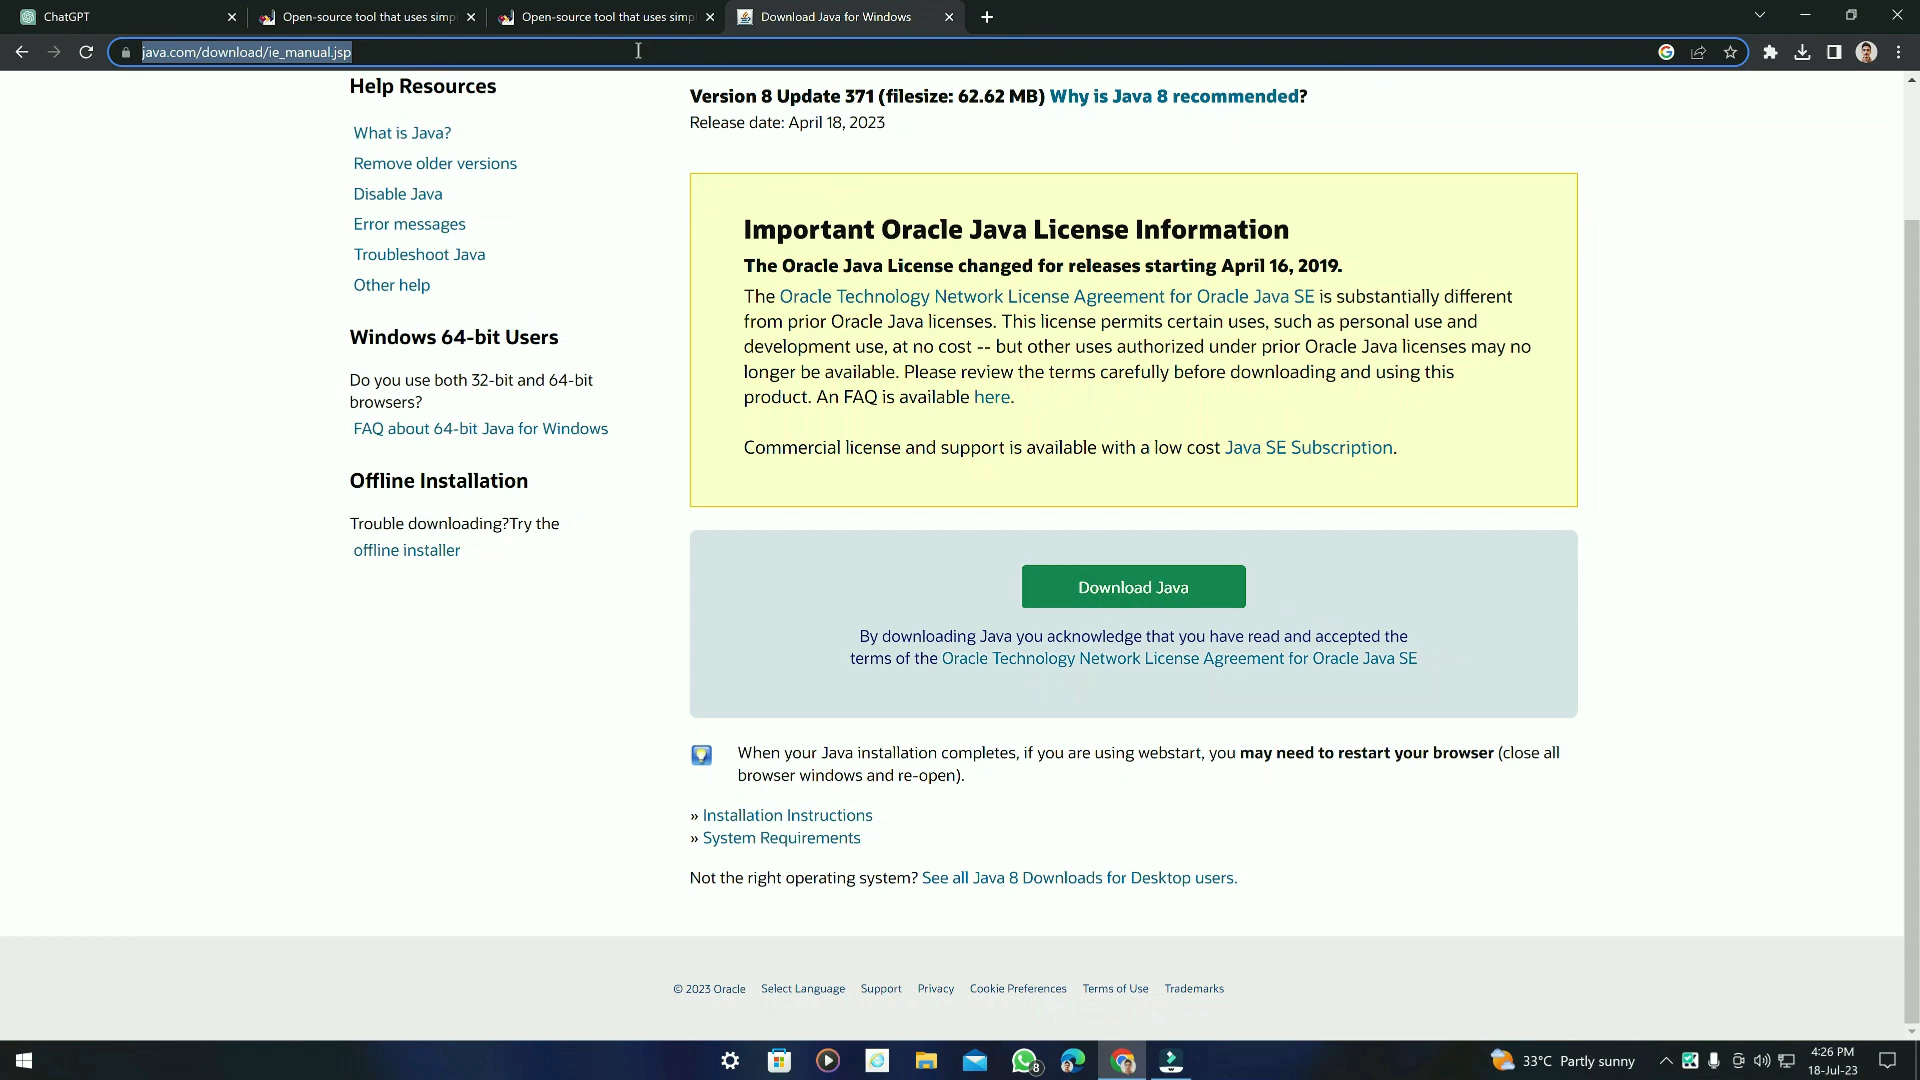 ChatGPT
Open-source tool that uses simpl
Open-source tool that uses simpl
Download Java for Windows
java.com/download/ie_manual.jsp
Help Resources
What is Java?
Remove older versions
Disable Java
Error messages
Troubleshoot Java
Other help
Windows 64-bit Users
Do you use both 32-bit and 64-bit
browsers?
FAQ about 64-bit Java for Windows
Offline Installation
Trouble downloading?Try the
offline installer
Version 8 Update 371 (filesize: 62.62 MB) Why is Java 8 recommended?
Release date: April 18, 2023
Important Oracle Java License Information
The Oracle Java License changed for releases starting April 16, 2019.
The Oracle Technology Network License Agreement for Oracle Java SE is substantially different
from prior Oracle Java licenses. This license permits certain uses, such as personal use and
development use, at no cost -- but other uses authorized under prior Oracle Java licenses may no
longer be available. Please review the terms carefully before downloading and using this
product. An FAQ is available here.
Commercial license and support is available with a low cost Java SE Subscription.
Download Java
By downloading Java you acknowledge that you have read and accepted the
terms of the Oracle Technology Network License Agreement for Oracle Java SE
When your Java installation completes, if you are using webstart, you may need to restart your browser (close all
browser windows and re-open).
» Installation Instructions
» System Requirements
Not the right operating system? See all Java 8 Downloads for Desktop users.
© 2023 Oracle Select Language Support Privacy Cookie Preferences Terms of Use Trademarks
8
33°C Partly sunny
4:26 PM
18-Jul-23